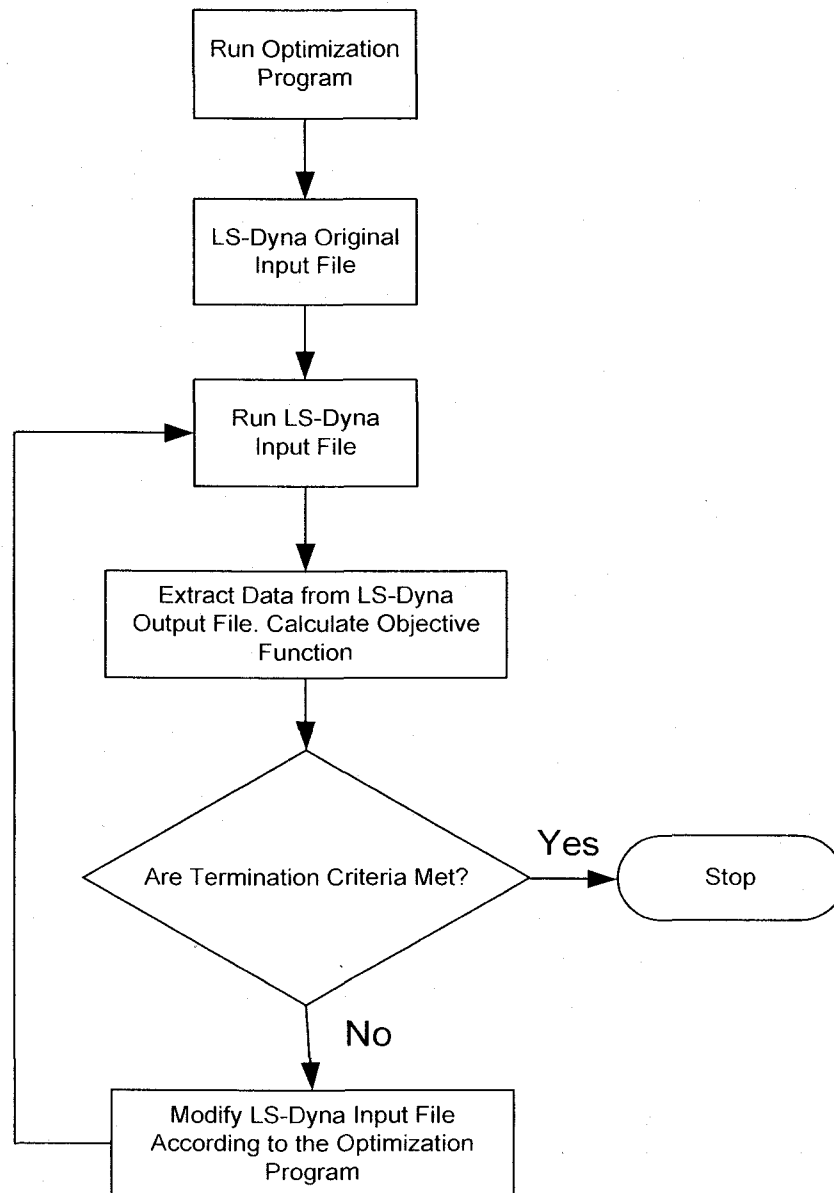 Run Optimization
Program
LS-Dyna Original
Input File
Run LS-Dyna
Input File
Extract Data from LS-Dyna
Output File. Calculate Objective
Function
Are Termination Criteria Met?
Yes
Stop
No
Modify LS-Dyna Input File
According to the Optimization
Program